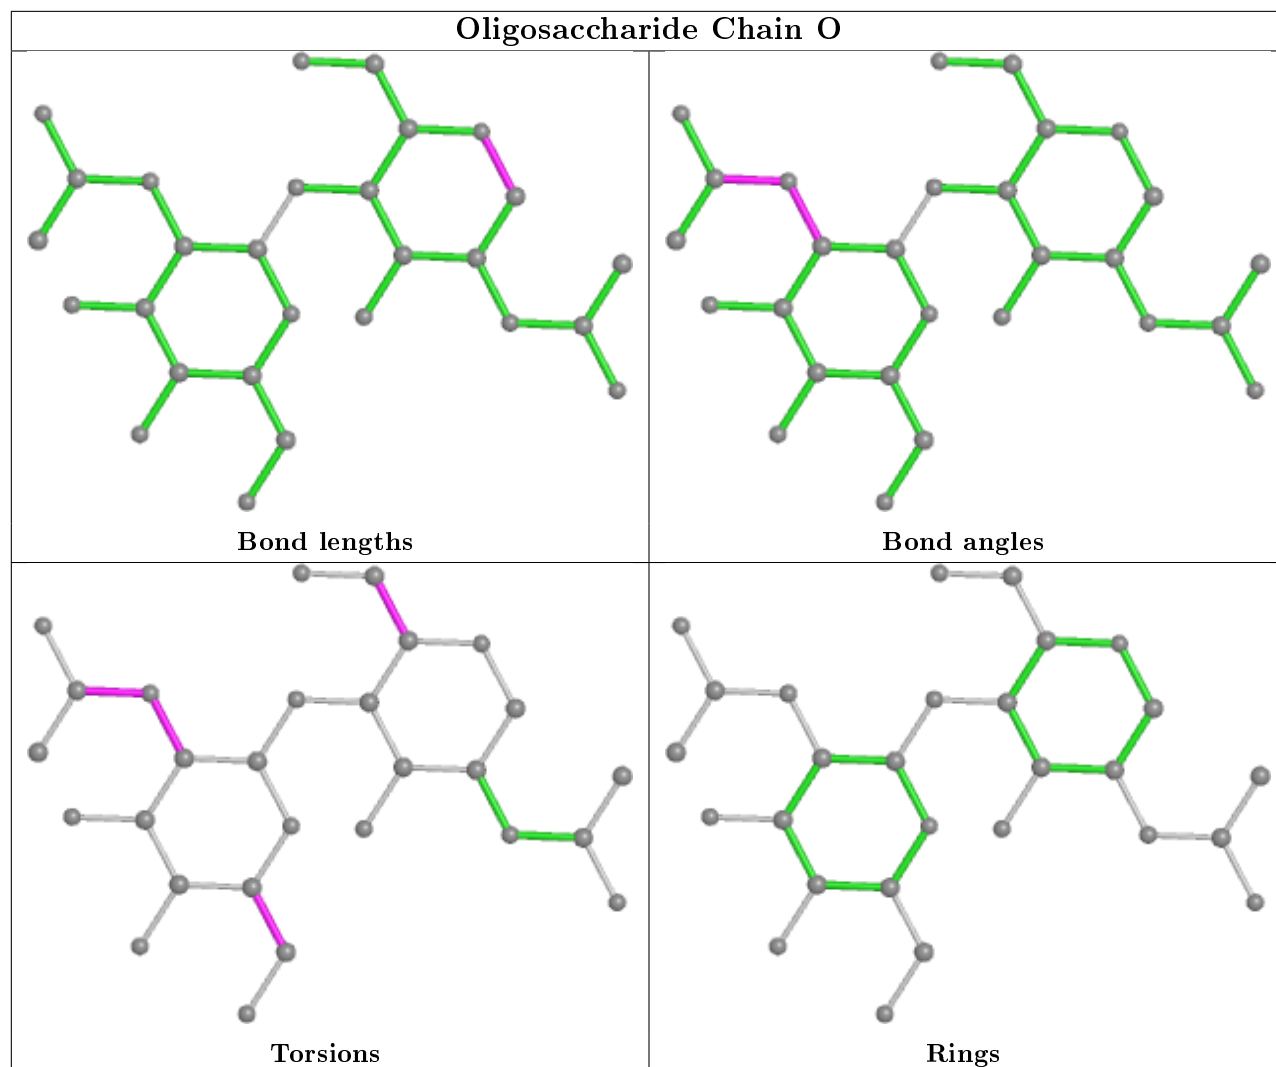 Oligosaccharide Chain O
Bond lengths
Bond angles
Torsions
Rings